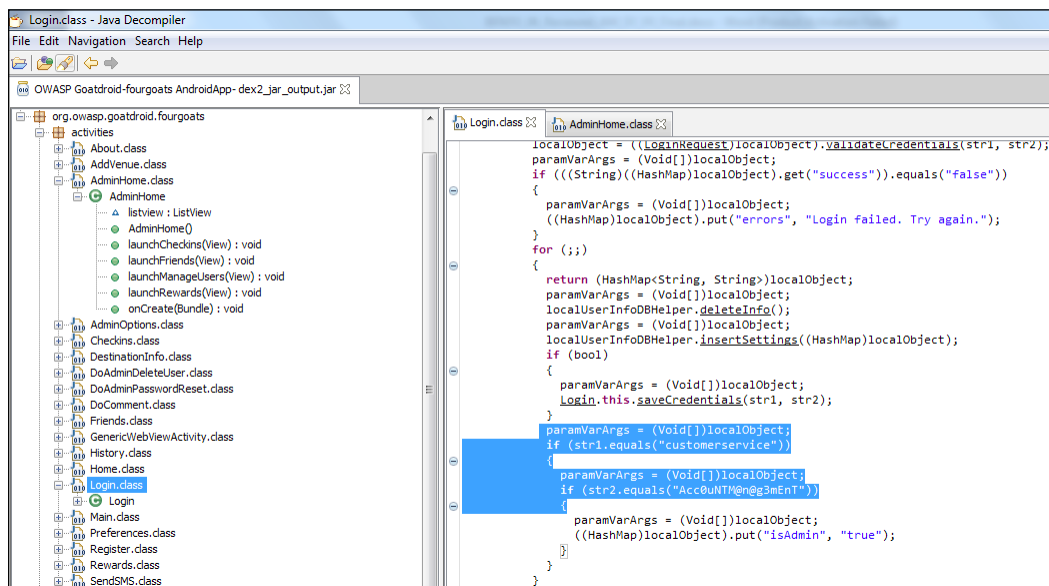 Login.class - Java Decompiler
File Edit Navigation Search Help
OWASP Goatdroid-fourgoats AndroidApp- dex2_jar_output.jar
org.owasp.goatdroid.fourgoats
activities
About.class
AddVenue.class
AdminHome.class
AdminHome
listview : ListView
AdminHome()
launchCheckins(View) : void
launchFriends(View) : void
launchManageUsers(View) : void
launchRewards(View) : void
onCreate(Bundle) : void
AdminOptions.class
Checkins.class
DestinationInfo.class
DoAdminDeleteUser.class
DoAdminPasswordReset.class
DoComment.class
Friends.class
GenericWebViewActivity.class
History.class
Home.class
Login.class
Login
Main.class
Preferences.class
Register.class
Rewards.class
SendSMS.class
Login.class AdminHome.class
localObject = ((LoginRequest)localObject).validateCredentials(str1, str2);
paramVarArgs = (Void[])localObject;
if (((String)((HashMap)localObject).get("success")).equals("false"))
{
paramVarArgs = (Void[])localObject;
((HashMap)localObject).put("errors", "Login failed. Try again.");
}
for (;;)
{
return (HashMap<String, String>)localObject;
paramVarArgs = (Void[])localObject;
localUserInfoDBHelper.deleteInfo();
paramVarArgs = (Void[])localObject;
localUserInfoDBHelper.insertSettings((HashMap)localObject);
if (bool)
{
paramVarArgs = (Void[])localObject;
Login.this.saveCredentials(str1, str2);
}
paramVarArgs = (Void[])localObject;
if (str1.equals("customerservice"))
{
paramVarArgs = (Void[])localObject;
if (str2.equals("Acc0uNTM@n@g3mEnT"))
{
paramVarArgs = (Void[])localObject;
((HashMap)localObject).put("isAdmin", "true");
}
}
}